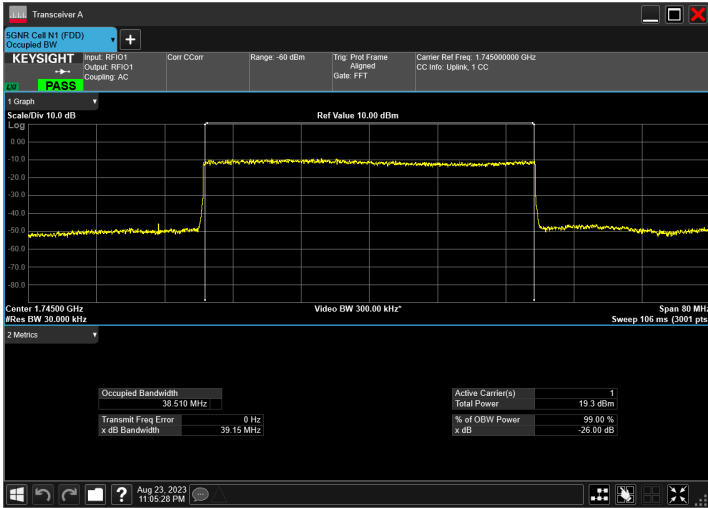 Transceiver A
5GNR Cell N1 (FDD)
Occupied BW
KEYSIGHT
LXI
PASS
Input: RFIO1
Output: RFIO1
Coupling: AC
Corr CCorr
Range: -60 dBm
Trig: Prot Frame
Aligned
Gate: FFT
Carrier Ref Freq: 1.745000000 GHz
CC Info: Uplink, 1 CC
1 Graph
Scale/Div 10.0 dB
Ref Value 10.00 dBm
Log
0.00
-10.0
-20.0
-30.0
-40.0
-50.0
-60.0
-70.0
-80.0
Center 1.74500 GHz
Video BW 300.00 kHz*
Span 80 MHz
#Res BW 30.000 kHz
Sweep 106 ms (3001 pts
2 Metrics
Occupied Bandwidth
38.510 MHz
Transmit Freq Error 0 Hz
x dB Bandwidth 39.15 MHz
Active Carrier(s) 1
Total Power 19.3 dBm
% of OBW Power 99.00 %
x dB -26.00 dB
?
Aug 23, 2023
11:05:28 PM